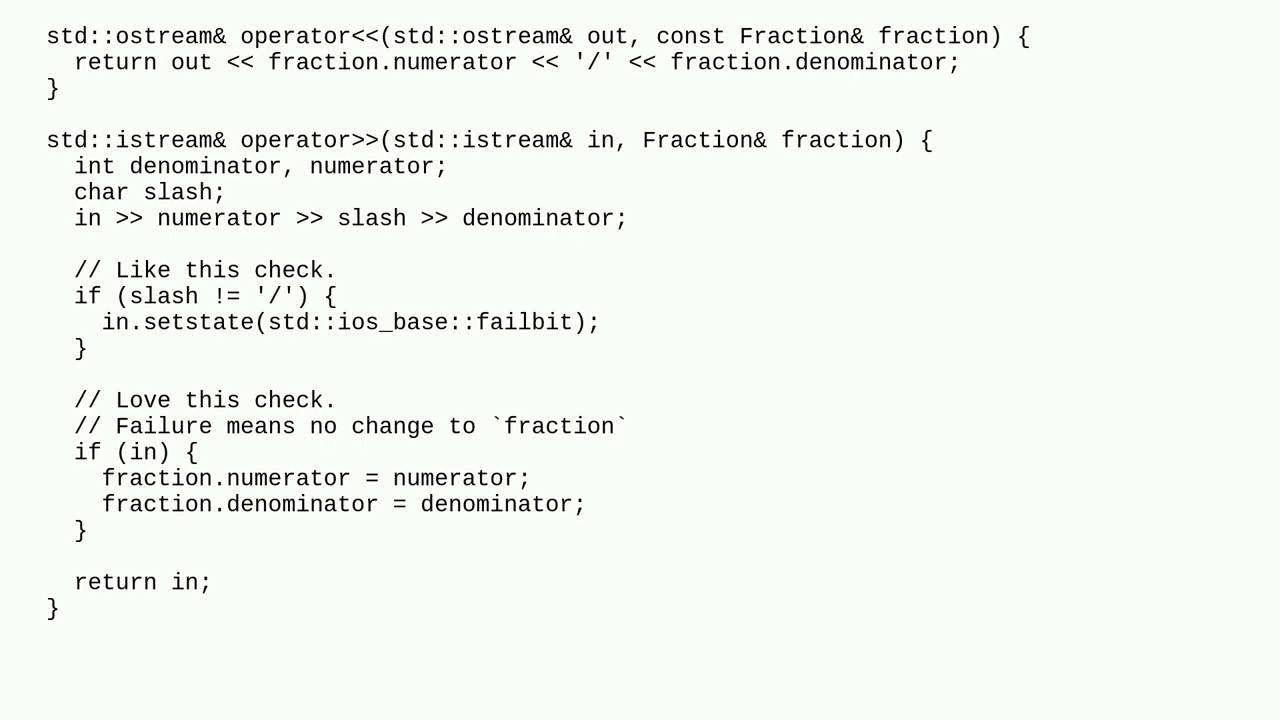 std::ostream& operator<<(std::ostream& out, const Fraction& fraction) {
  return out << fraction.numerator << '/' << fraction.denominator;
}

std::istream& operator>>(std::istream& in, Fraction& fraction) {
  int denominator, numerator;
  char slash;
  in >> numerator >> slash >> denominator;

  // Like this check.
  if (slash != '/') {
    in.setstate(std::ios_base::failbit);
  }

  // Love this check.
  // Failure means no change to `fraction`
  if (in) {
    fraction.numerator = numerator;
    fraction.denominator = denominator;
  }

  return in;
}